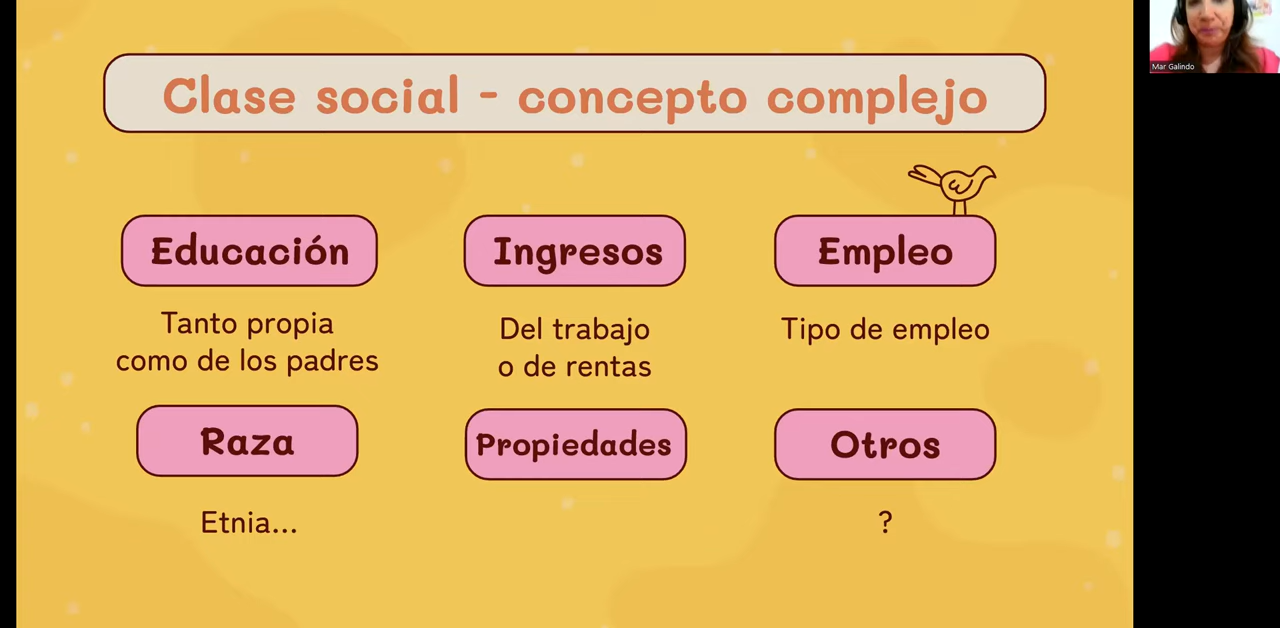 Clase social - concepto complejo
Educación
Ingresos
Empleo
Tanto propia
como de los padres
Del trabajo
o de rentas
Tipo de empleo
Raza
Propiedades
Otros
Etnia...
?
Mar Galindo